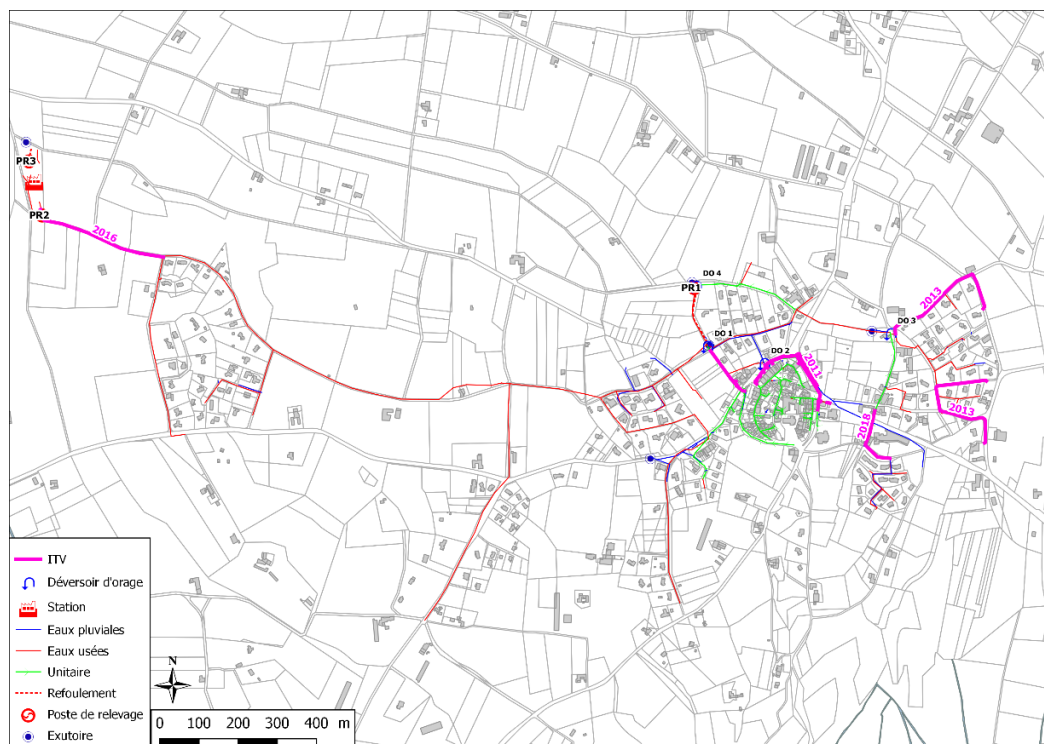 PR3
PR2
2016
DO 4
PR1
DO 1
DO 2
2011
DO 3
2013
2013
2018
ITV
Déversoir d'orage
Station
Eaux pluviales
Eaux usées
Unitaire
Refoulement
Poste de relevage
Exutoire
N
0 100 200 300 400 m